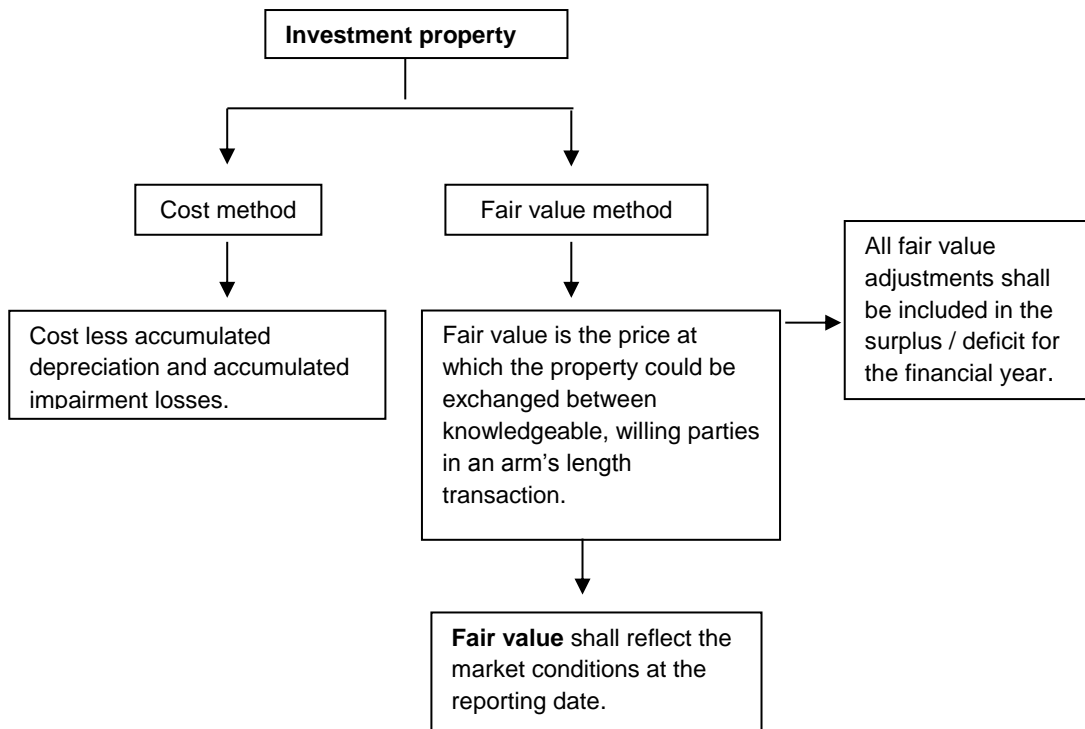 Investment property
Cost method
Fair value method
Cost less accumulated
depreciation and accumulated
impairment losses.
Fair value is the price at
which the property could be
exchanged between
knowledgeable, willing parties
in an arm’s length
transaction.
All fair value
adjustments shall
be included in the
surplus / deficit for
the financial year.
Fair value shall reflect the
market conditions at the
reporting date.